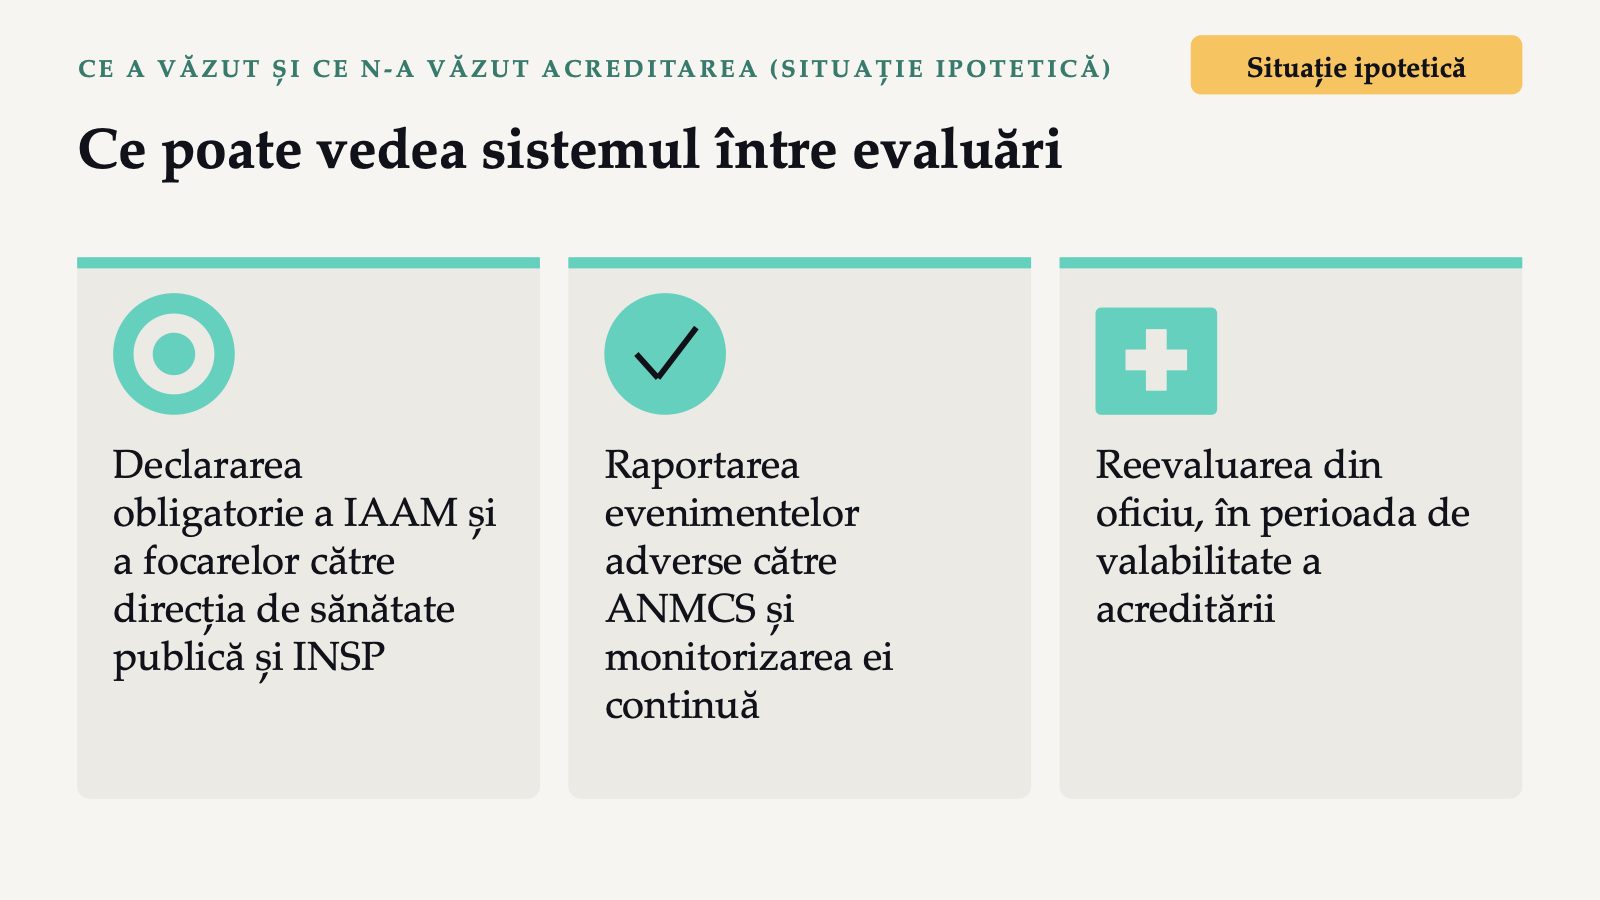 CE A VĂZUT ȘI CE N-A VĂZUT ACREDITAREA (SITUAȚIE IPOTETICĂ)
Situație ipotetică
Ce poate vedea sistemul între evaluări
Declararea
obligatorie a IAAM și
a focarelor către
direcția de sănătate
publică și INSP
Raportarea
evenimentelor
adverse către
ANMCS și
monitorizarea ei
continuă
Reevaluarea din
oficiu, în perioada de
valabilitate a
acreditării